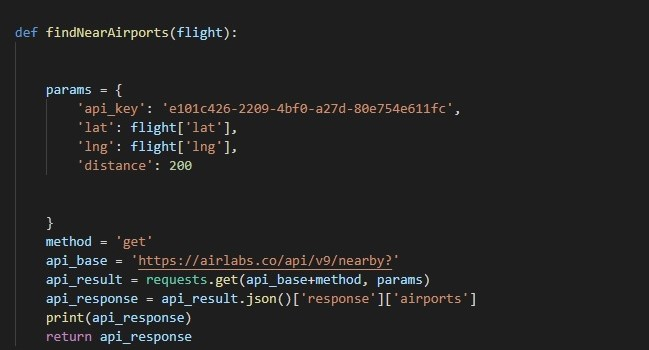 def findNearAirports(flight):
params = {
'api_key': 'e101c426-2209-4bf0-a27d-80e754e611fc',
'lat': flight['lat'],
'lng': flight['lng'],
'distance': 200
}
method = 'get'
api_base = 'https://airlabs.co/api/v9/nearby?'
api_result = requests.get(api_base+method, params)
api_response = api_result.json()['response']['airports']
print(api_response)
return api_response